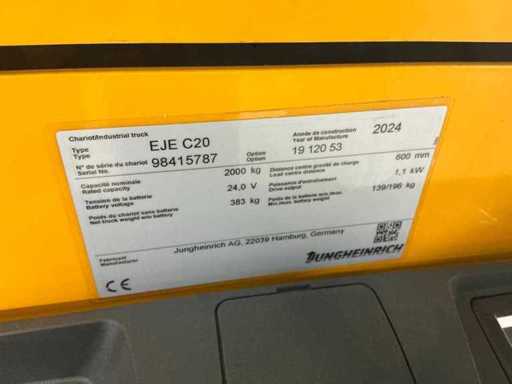 Chariot/Industrial truck
Type
Type
EJE C20
Année de construction
Year of Manufacture
2024
N° de série du chariot
Serial No.
98415787
Option
Option
19 120 53
Capacité nominale
Rated capacity
2000 kg
Distance centre gravité de charge
Load centre distance
600 mm
Tension de la batterie
Battery voltage
24,0 V
Puissance d'entraînement
Drive output
1,1 kW
Poids du chariot sans batterie
Net truck weight w/o battery
383 kg
Poids de la batterie min./max.
Min./max. battery weight
139/196 kg
Fabricant
Manufacturer
Jungheinrich AG, 22039 Hamburg, Germany
JUNGHEINRICH
CE